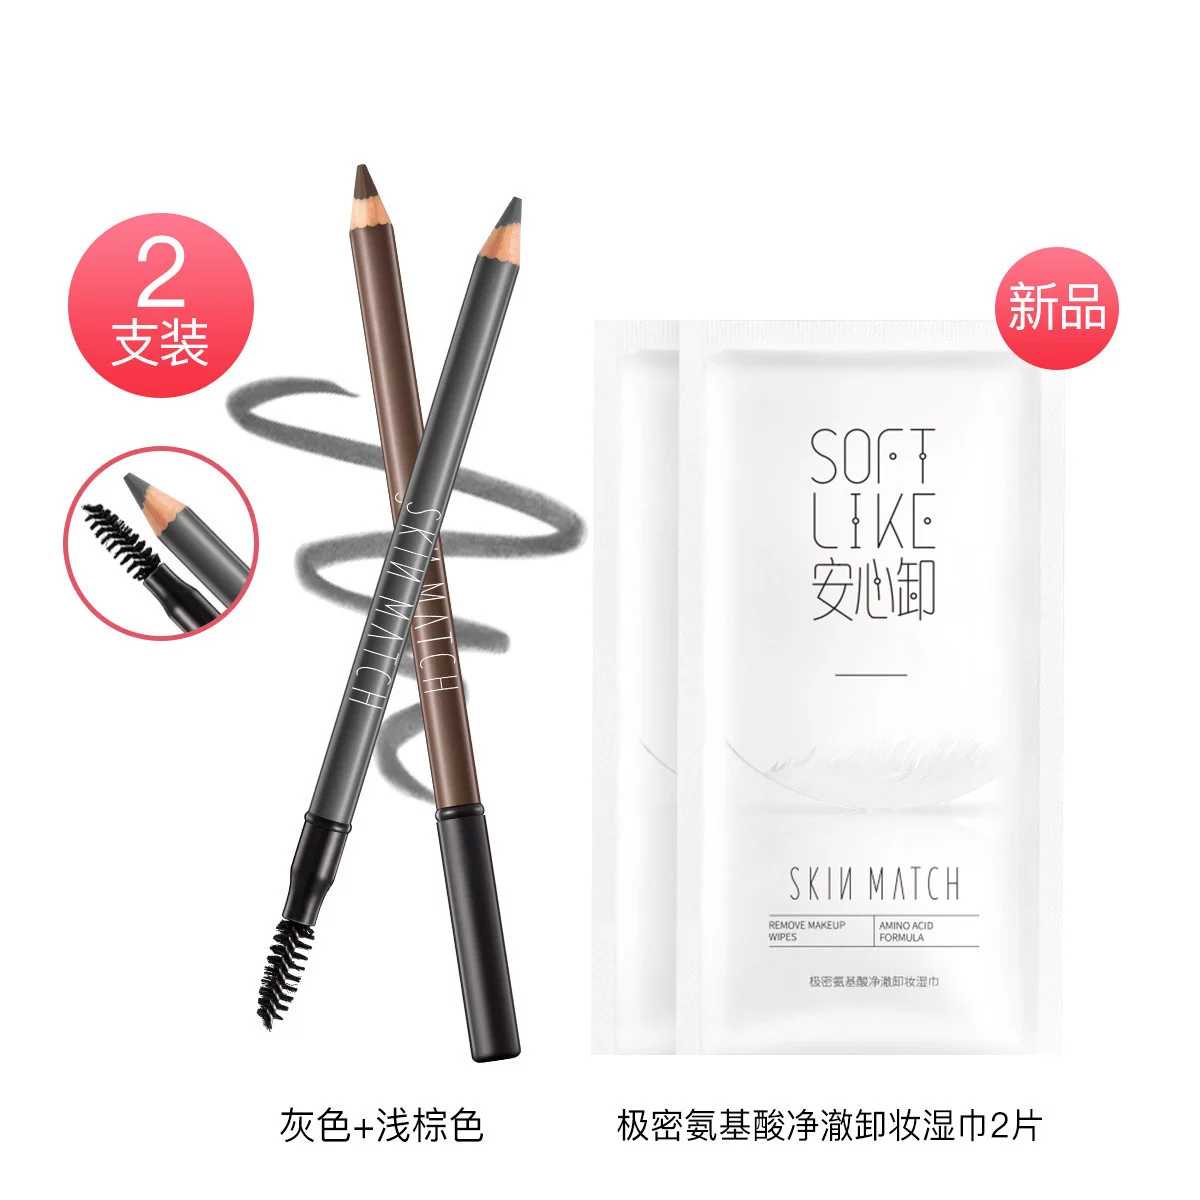 2
支装
新品
SKIN MATCH
MATCH
SOFT
LIKE
安心卸
SKIN MATCH
REMOVE MAKEUP
WIPES
AMINO ACID
FORMULA
极密氨基酸净澈卸妆湿巾
灰色+浅棕色
极密氨基酸净澈卸妆湿巾2片